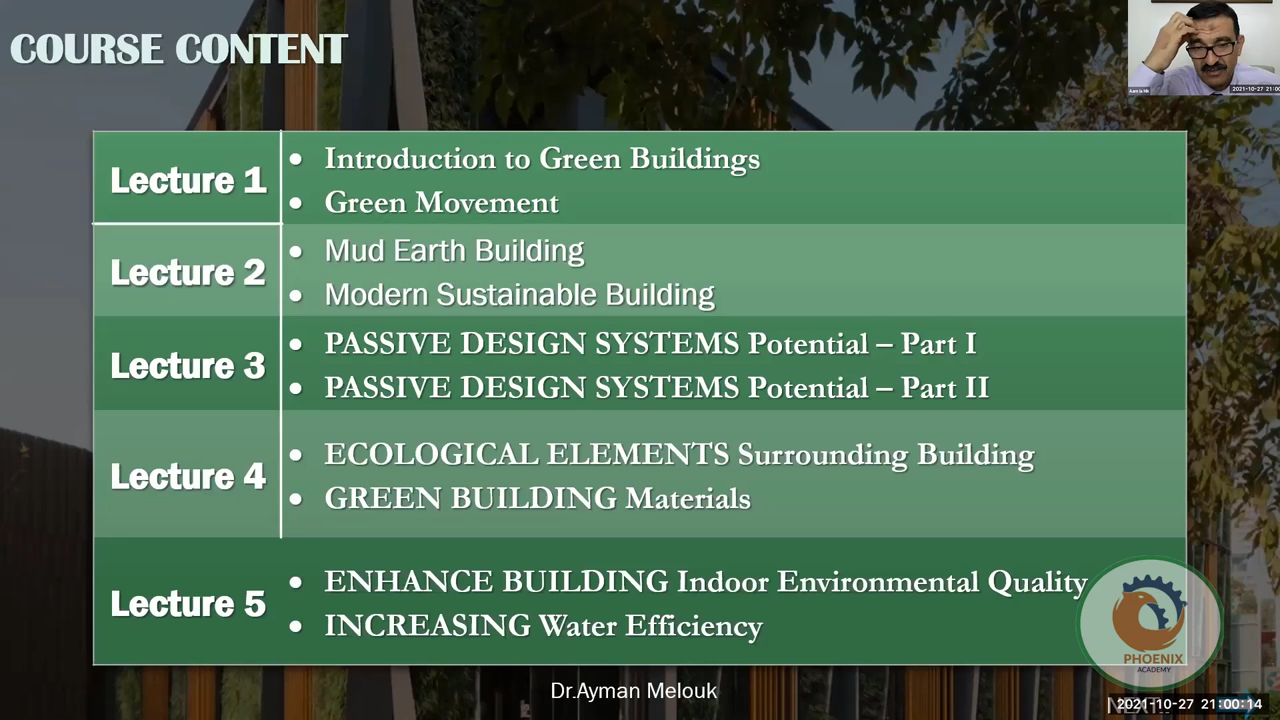 COURSE CONTENT
Lecture 1
• Introduction to Green Buildings
• Green Movement
Lecture 2
• Mud Earth Building
• Modern Sustainable Building
Lecture 3
• PASSIVE DESIGN SYSTEMS Potential – Part I
• PASSIVE DESIGN SYSTEMS Potential – Part II
Lecture 4
• ECOLOGICAL ELEMENTS Surrounding Building
• GREEN BUILDING Materials
Lecture 5
• ENHANCE BUILDING Indoor Environmental Quality
• INCREASING Water Efficiency
PHOENIX
ACADEMY
Dr.Ayman Melouk
2021-10-27 21:00:14